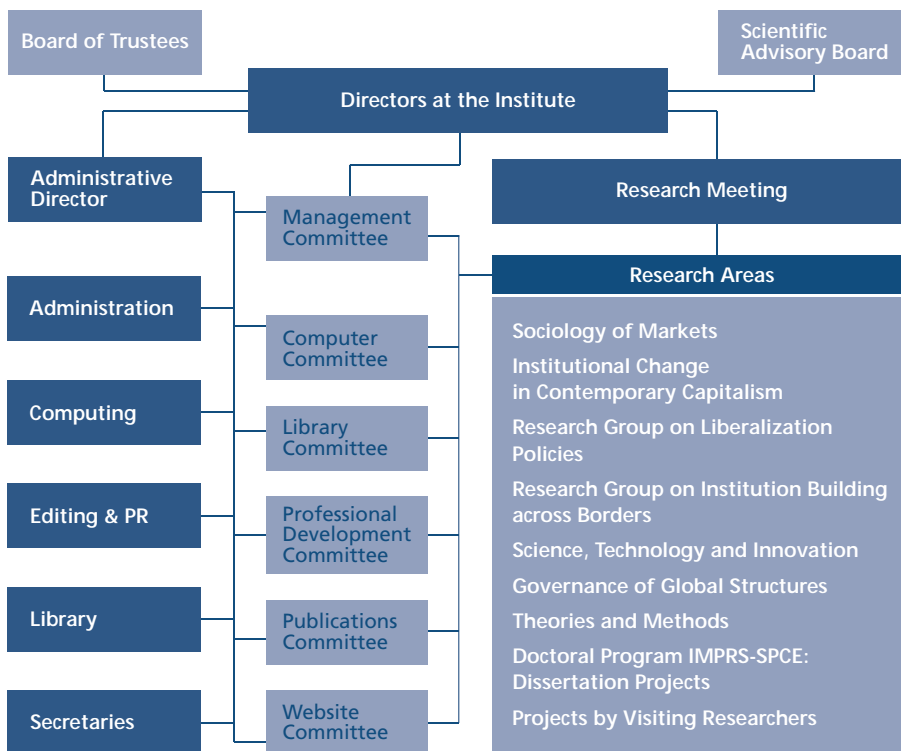 Board of Trustees
Scientific
Advisory Board
Directors at the Institute
Administrative
Director
Administration
Computing
Editing & PR
Library
Secretaries
Management
Committee
Computer
Committee
Library
Committee
Professional
Development
Committee
Publications
Committee
Website
Committee
Research Meeting
Research Areas
Sociology of Markets
Institutional Change
in Contemporary Capitalism
Research Group on Liberalization
Policies
Research Group on Institution Building
across Borders
Science, Technology and Innovation
Governance of Global Structures
Theories and Methods
Doctoral Program IMPRS-SPCE:
Dissertation Projects
Projects by Visiting Researchers